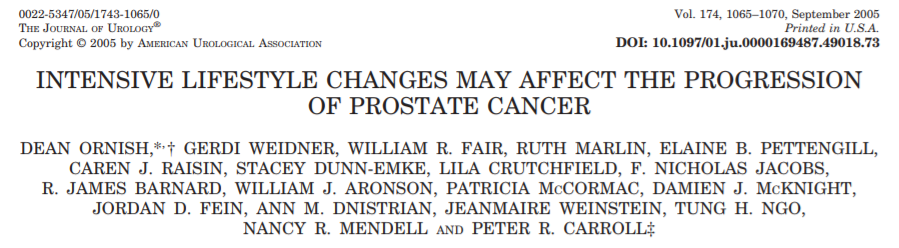 0022-5347/05/1743-1065/0
THE JOURNAL OF UROLOGY®
Copyright © 2005 by AMERICAN UROLOGICAL ASSOCIATION
Vol. 174, 1065–1070, September 2005
Printed in U.S.A.
DOI: 10.1097/01.ju.0000169487.49018.73
INTENSIVE LIFESTYLE CHANGES MAY AFFECT THE PROGRESSION
OF PROSTATE CANCER
DEAN ORNISH,*,† GERDI WEIDNER, WILLIAM R. FAIR, RUTH MARLIN, ELAINE B. PETTENGILL,
CAREN J. RAISIN, STACEY DUNN-EMKE, LILA CRUTCHFIELD, F. NICHOLAS JACOBS,
R. JAMES BARNARD, WILLIAM J. ARONSON, PATRICIA McCORMAC, DAMIEN J. McKNIGHT,
JORDAN D. FEIN, ANN M. DNISTRIAN, JEANMAIRE WEINSTEIN, TUNG H. NGO,
NANCY R. MENDELL AND PETER R. CARROLL‡